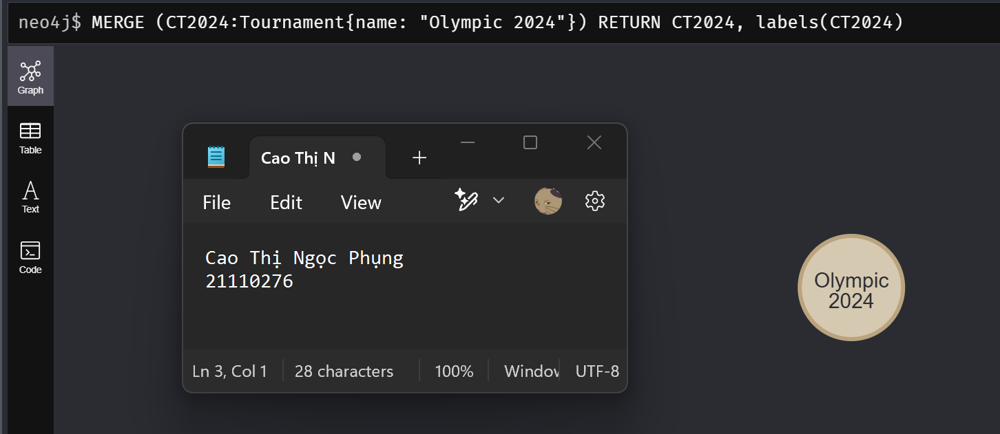 neo4j$ MERGE (CT2024:Tournament{name: "Olympic 2024"}) RETURN CT2024, labels(CT2024)
Graph
Table
Text
Code
Cao Thị N
File Edit View
Cao Thị Ngọc Phụng
21110276
Ln 3, Col 1 28 characters 100% Window UTF-8
Olympic
2024